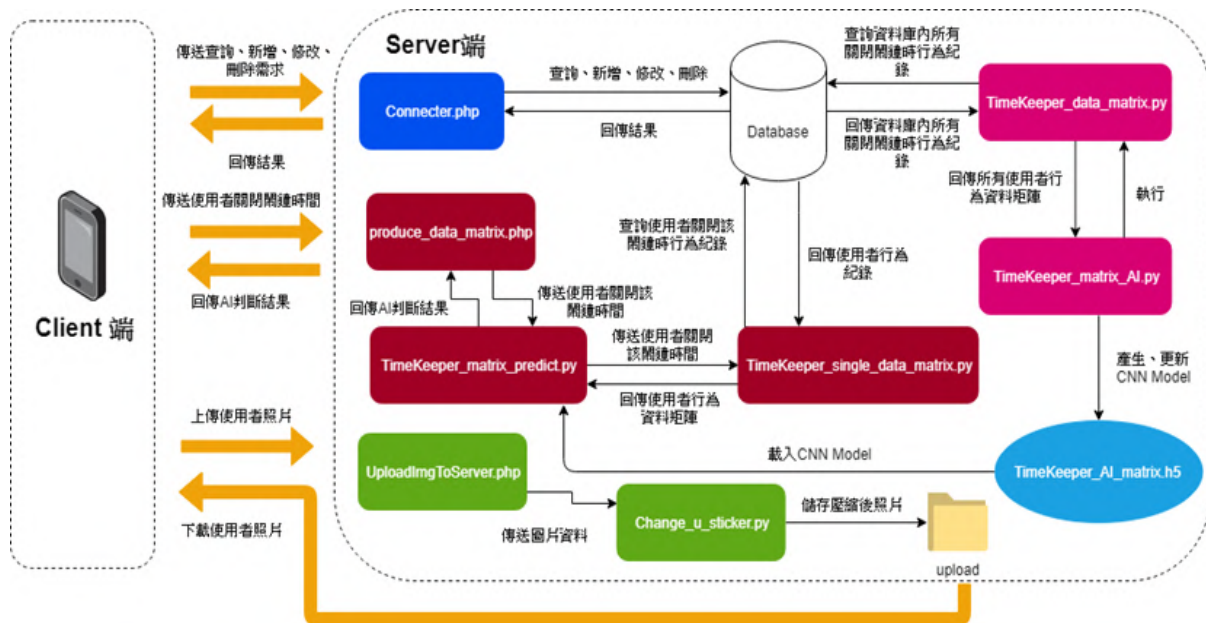 傳送查詢、新增、修改、
刪除需求
回傳結果
傳送使用者關閉鬧鐘時間
回傳AI判斷結果
Client 端
上傳使用者照片
下載使用者照片
Server端
Connecter.php
查詢、新增、修改、刪除
回傳結果
Database
查詢資料庫內所有
關閉鬧鐘時行為紀
錄
回傳資料庫內所有
關閉鬧鐘時行為紀
錄
TimeKeeper_data_matrix.py
回傳所有使用者行
為資料矩陣
執行
TimeKeeper_matrix_AI.py
產生、更新
CNN Model
TimeKeeper_AI_matrix.h5
載入CNN Model
produce_data_matrix.php
回傳AI判斷結果
傳送使用者關閉該
鬧鐘時間
TimeKeeper_matrix_predict.py
傳送使用者關閉
該鬧鐘時間
回傳使用者行為
資料矩陣
查詢使用者關閉該
鬧鐘時行為紀錄
回傳使用者行為
紀錄
TimeKeeper_single_data_matrix.py
UploadImgToServer.php
傳送圖片資料
Change_u_sticker.py
儲存壓縮後照片
upload